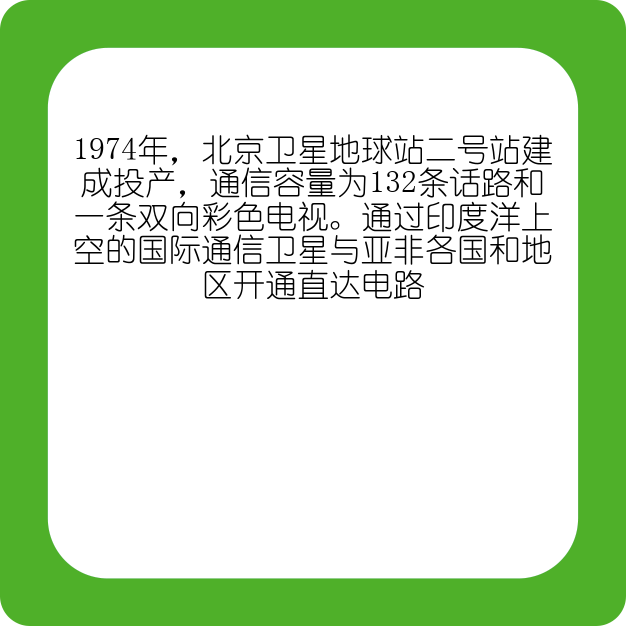 1974年，北京卫星地球站二号站建
成投产，通信容量为132条话路和
一条双向彩色电视。通过印度洋上
空的国际通信卫星与亚非各国和地
区开通直达电路